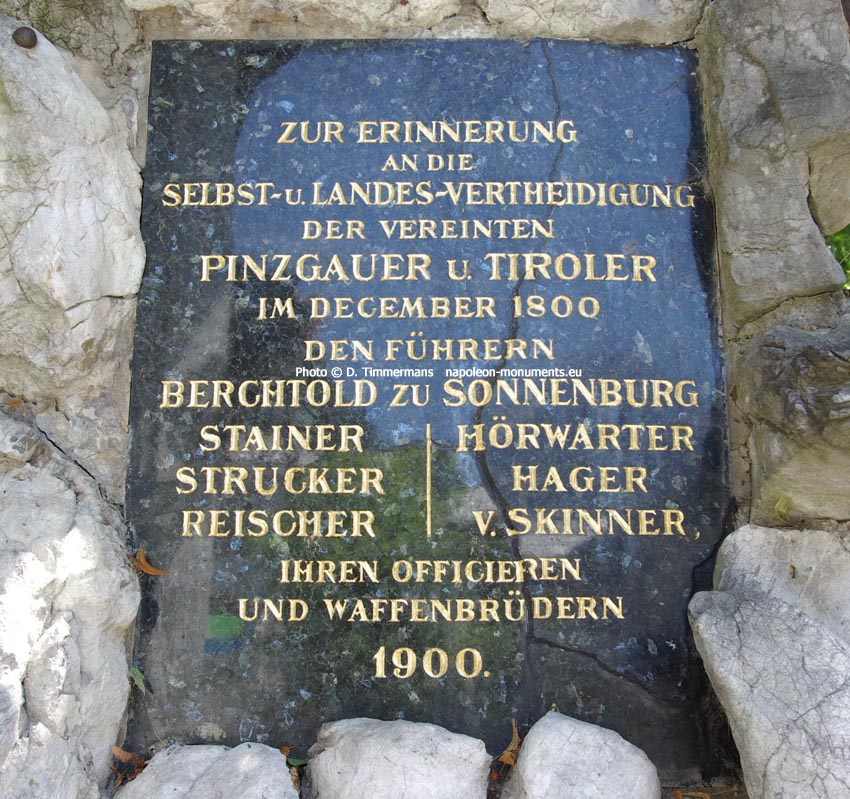 ZUR ERINNERUNG
AN DIE
SELBST- U. LANDES-VERTHEIDIGUNG
DER VEREINTEN
PINZGAUER U. TIROLER
IM DECEMBER 1800
DEN FÜHRERN
Photo © D. Timmermans napoleon-monuments.eu
BERCHTOLD ZU SONNENBURG
STAINER HÖRWARTER
STRUCKER HAGER
REISCHER V. SKINNER,
IHREN OFFICIEREN
UND WAFFENBRÜDERN
1900.